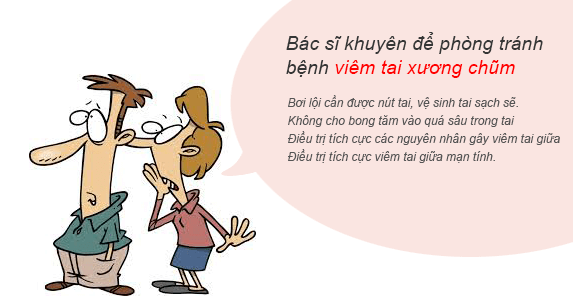 Bác sĩ khuyên để phòng tránh
bệnh viêm tai xương chũm
Bơi lội cần được nút tai, vệ sinh tai sạch sẽ.
Không cho bong tăm vào quá sâu trong tai
Điều trị tích cực các nguyên nhân gây viêm tai giữa
Điều trị tích cực viêm tai giữa mạn tính.